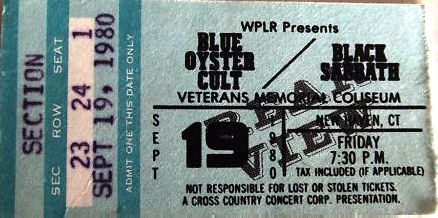 SECTION
SEC ROW SEAT
23 24 1
SEPT 19, 1980
ADMIT ONE THIS DATE ONLY
WPLR Presents
BLUE OYSTER CULT / BLACK SABBATH
VETERANS MEMORIAL COLISEUM
REAR VIEW
SEPT 19 1980
NEW HAVEN, CT
FRIDAY
7:30 P.M.
TAX INCLUDED (IF APPLICABLE)
NOT RESPONSIBLE FOR LOST OR STOLEN TICKETS.
A CROSS COUNTRY CONCERT CORP. PRESENTATION.